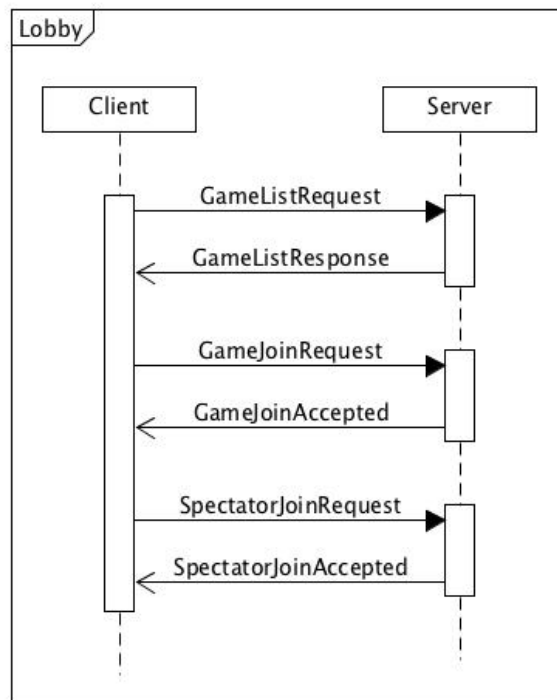 Lobby
Client
Server
GameListRequest
GameListResponse
GameJoinRequest
GameJoinAccepted
SpectatorJoinRequest
SpectatorJoinAccepted